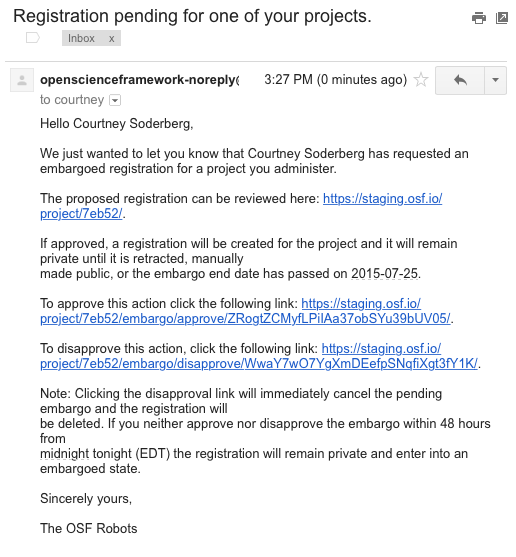 Registration pending for one of your projects.
Inbox x
openscienceframework-noreply@ 3:27 PM (0 minutes ago)
to courtney
Hello Courtney Soderberg,
We just wanted to let you know that Courtney Soderberg has requested an
embargoed registration for a project you administer.
The proposed registration can be reviewed here: https://staging.osf.io/
project/7eb52/.
If approved, a registration will be created for the project and it will remain
private until it is retracted, manually
made public, or the embargo end date has passed on 2015-07-25.
To approve this action click the following link: https://staging.osf.io/
project/7eb52/embargo/approve/ZRogtZCMyfLPiIAa37obSYu39bUV05/.
To disapprove this action, click the following link: https://staging.osf.io/
project/7eb52/embargo/disapprove/WwaY7wO7YgXmDEefpSNqfiXgt3fY1K/.
Note: Clicking the disapproval link will immediately cancel the pending
embargo and the registration will
be deleted. If you neither approve nor disapprove the embargo within 48 hours
from
midnight tonight (EDT) the registration will remain private and enter into an
embargoed state.
Sincerely yours,
The OSF Robots